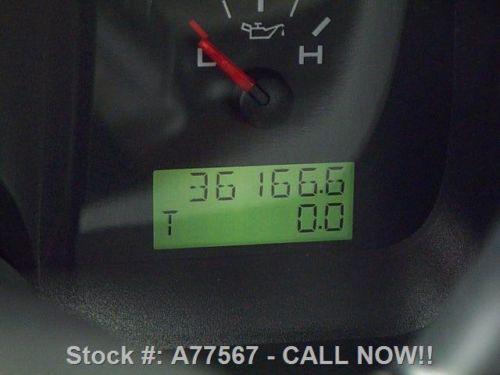 L H
36166.6
T 0.0
Stock #: A77567 - CALL NOW!!